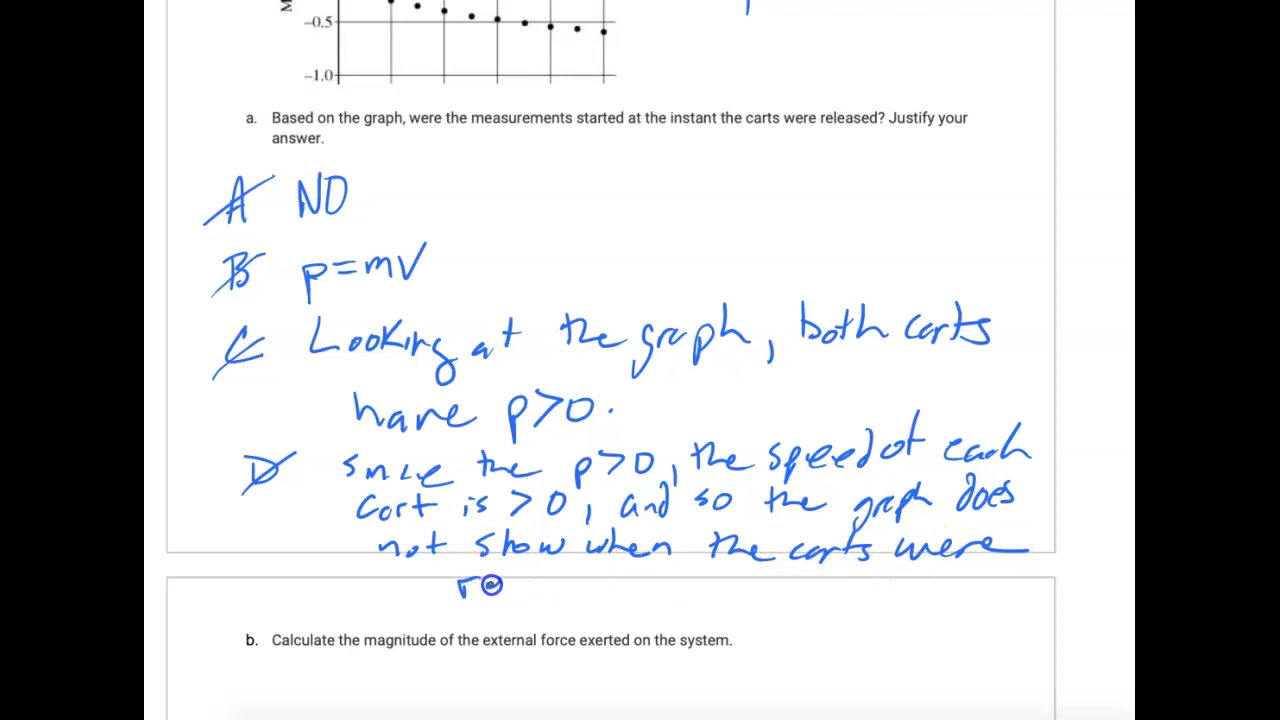 M
-0.5
-1.0
a. Based on the graph, were the measurements started at the instant the carts were released? Justify your
answer.
A NO
B p=mv
C Looking at the graph, both carts
have p>0.
D since the p>0, the speed of each
cart is >0, and so the graph does
not show when the carts were
re
b. Calculate the magnitude of the external force exerted on the system.